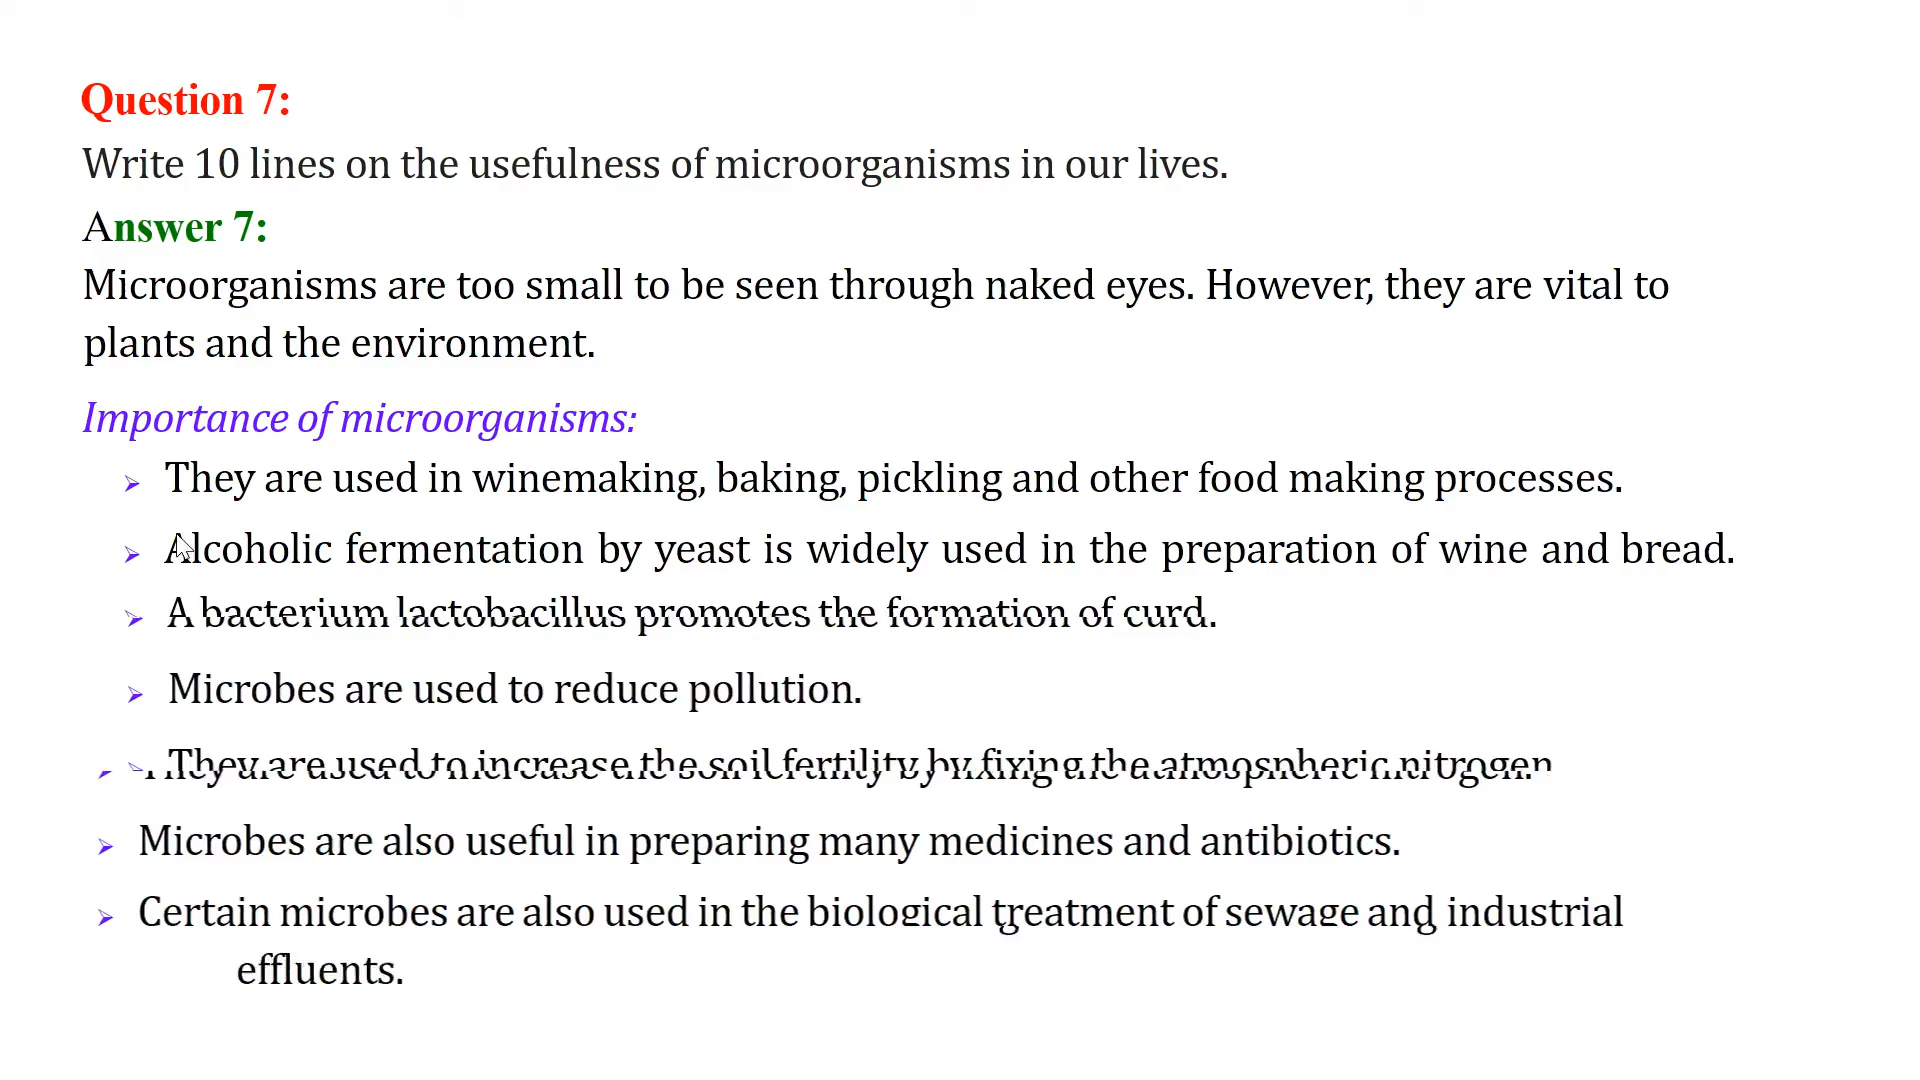 Question 7:
Write 10 lines on the usefulness of microorganisms in our lives.
Answer 7:
Microorganisms are too small to be seen through naked eyes. However, they are vital to
plants and the environment.
Importance of microorganisms:
➢ They are used in winemaking, baking, pickling and other food making processes.
➢ Alcoholic fermentation by yeast is widely used in the preparation of wine and bread.
➢ A bacterium lactobacillus promotes the formation of curd.
➢ Microbes are used to reduce pollution.
➢ They are used to increase the soil fertility by fixing the atmospheric nitrogen
➢ Microbes are also useful in preparing many medicines and antibiotics.
➢ Certain microbes are also used in the biological treatment of sewage and industrial
effluents.